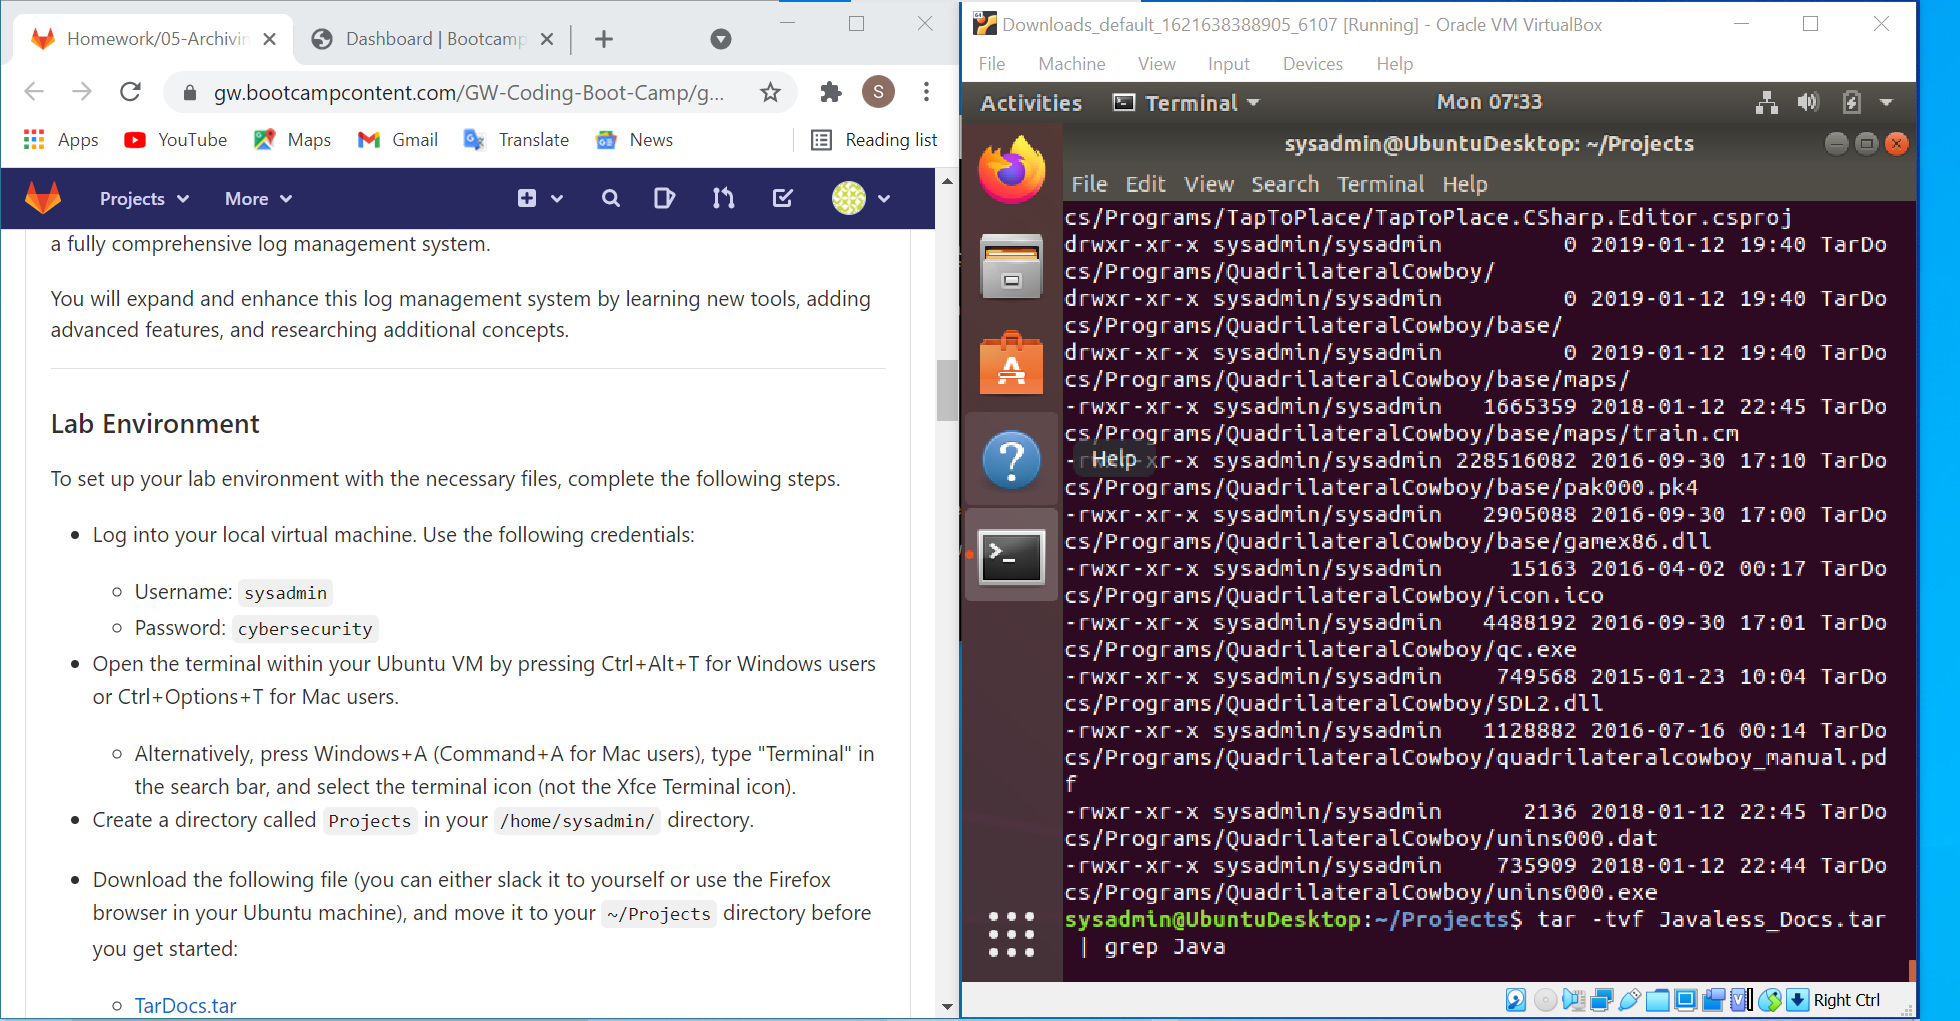 Homework/05-Archivin
Dashboard | Bootcamp
gw.bootcampcontent.com/GW-Coding-Boot-Camp/g...
S
Apps
YouTube
Maps
Gmail
Translate
News
Reading list
Projects
More
a fully comprehensive log management system.
You will expand and enhance this log management system by learning new tools, adding
advanced features, and researching additional concepts.
Lab Environment
To set up your lab environment with the necessary files, complete the following steps.
Log into your local virtual machine. Use the following credentials:
Username: sysadmin
Password: cybersecurity
Open the terminal within your Ubuntu VM by pressing Ctrl+Alt+T for Windows users
or Ctrl+Options+T for Mac users.
Alternatively, press Windows+A (Command+A for Mac users), type "Terminal" in
the search bar, and select the terminal icon (not the Xfce Terminal icon).
Create a directory called Projects in your /home/sysadmin/ directory.
Download the following file (you can either slack it to yourself or use the Firefox
browser in your Ubuntu machine), and move it to your ~/Projects directory before
you get started:
TarDocs.tar
Downloads_default_1621638388905_6107 [Running] - Oracle VM VirtualBox
File Machine View Input Devices Help
Activities Terminal Mon 07:33
sysadmin@UbuntuDesktop: ~/Projects
File Edit View Search Terminal Help
cs/Programs/TapToPlace/TapToPlace.CSharp.Editor.csproj
drwxr-xr-x sysadmin/sysadmin 0 2019-01-12 19:40 TarDo
cs/Programs/QuadrilateralCowboy/
drwxr-xr-x sysadmin/sysadmin 0 2019-01-12 19:40 TarDo
cs/Programs/QuadrilateralCowboy/base/
drwxr-xr-x sysadmin/sysadmin 0 2019-01-12 19:40 TarDo
cs/Programs/QuadrilateralCowboy/base/maps/
-rwxr-xr-x sysadmin/sysadmin 1665359 2018-01-12 22:45 TarDo
cs/Programs/QuadrilateralCowboy/base/maps/train.cm
-rwxr-xr-x sysadmin/sysadmin 228516082 2016-09-30 17:10 TarDo
Help
cs/Programs/QuadrilateralCowboy/base/pak000.pk4
-rwxr-xr-x sysadmin/sysadmin 2905088 2016-09-30 17:00 TarDo
cs/Programs/QuadrilateralCowboy/base/gamex86.dll
-rwxr-xr-x sysadmin/sysadmin 15163 2016-04-02 00:17 TarDo
cs/Programs/QuadrilateralCowboy/icon.ico
-rwxr-xr-x sysadmin/sysadmin 4488192 2016-09-30 17:01 TarDo
cs/Programs/QuadrilateralCowboy/qc.exe
-rwxr-xr-x sysadmin/sysadmin 749568 2015-01-23 10:04 TarDo
cs/Programs/QuadrilateralCowboy/SDL2.dll
-rwxr-xr-x sysadmin/sysadmin 1128882 2016-07-16 00:14 TarDo
cs/Programs/QuadrilateralCowboy/quadrilateralcowboy_manual.pd
f
-rwxr-xr-x sysadmin/sysadmin 2136 2018-01-12 22:45 TarDo
cs/Programs/QuadrilateralCowboy/unins000.dat
-rwxr-xr-x sysadmin/sysadmin 735909 2018-01-12 22:44 TarDo
cs/Programs/QuadrilateralCowboy/unins000.exe
sysadmin@UbuntuDesktop:~/Projects$ tar -tvf Javaless_Docs.tar
| grep Java
Right Ctrl